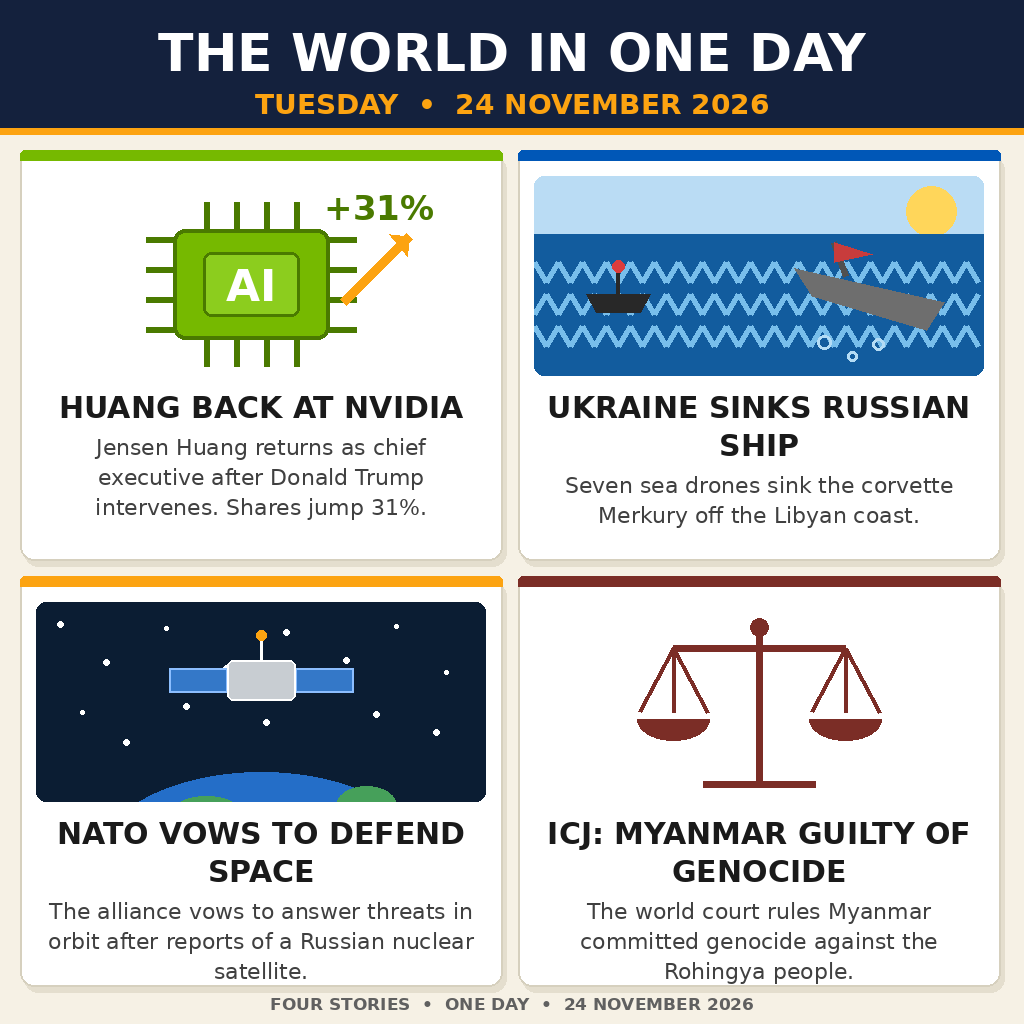 THE WORLD IN ONE DAY
TUESDAY • 24 NOVEMBER 2026
+31%
AI
HUANG BACK AT NVIDIA
Jensen Huang returns as chief
executive after Donald Trump
intervenes. Shares jump 31%.
UKRAINE SINKS RUSSIAN
SHIP
Seven sea drones sink the corvette
Merkury off the Libyan coast.
NATO VOWS TO DEFEND
SPACE
The alliance vows to answer threats in
orbit after reports of a Russian nuclear
satellite.
ICJ: MYANMAR GUILTY OF
GENOCIDE
The world court rules Myanmar
committed genocide against the
Rohingya people.
FOUR STORIES • ONE DAY • 24 NOVEMBER 2026